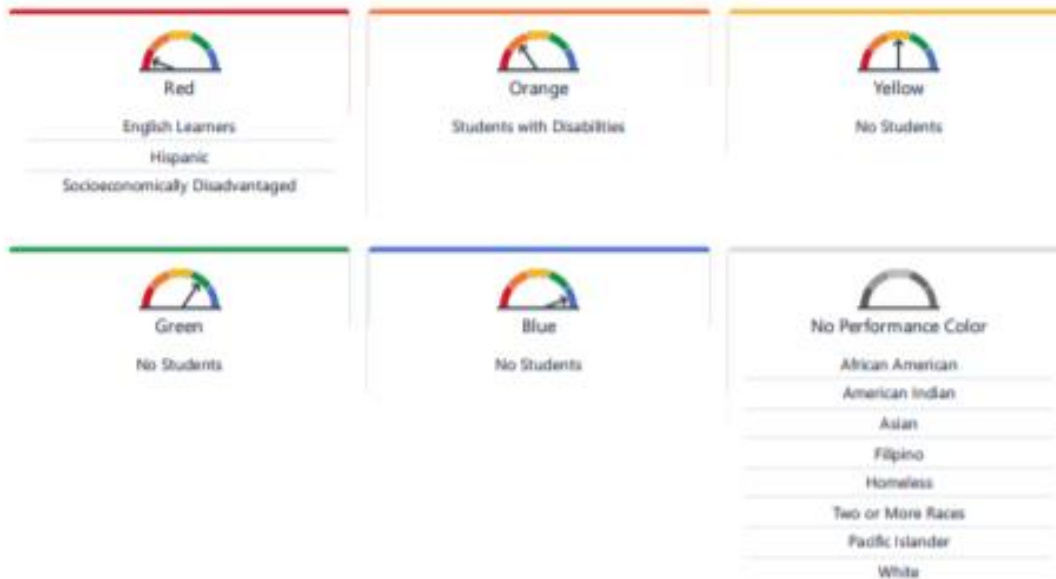 Red
English Learners
Hispanic
Socioeconomically Disadvantaged
Orange
Students with Disabilities
Yellow
No Students
Green
No Students
Blue
No Students
No Performance Color
African American
American Indian
Asian
Filipino
Homeless
Two or More Races
Pacific Islander
White